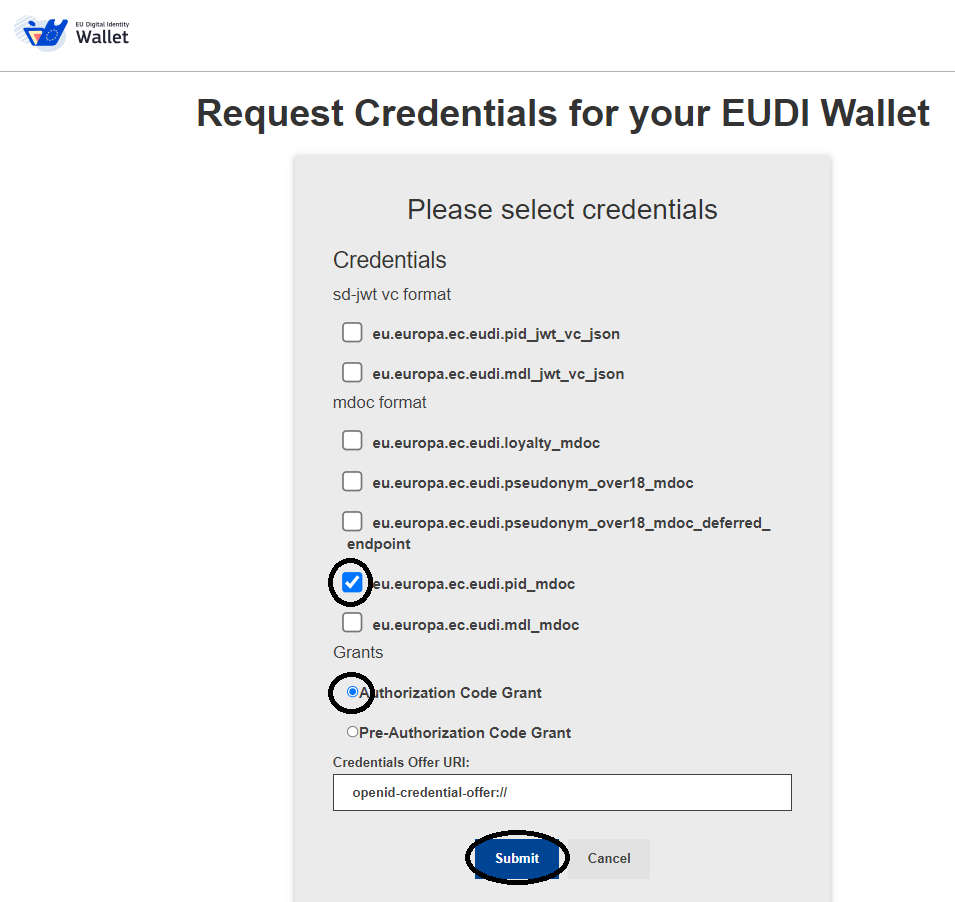 EU Digital Identity
Wallet
Request Credentials for your EUDI Wallet
Please select credentials
Credentials
sd-jwt vc format
eu.europa.ec.eudi.pid_jwt_vc_json
eu.europa.ec.eudi.mdl_jwt_vc_json
mdoc format
eu.europa.ec.eudi.loyalty_mdoc
eu.europa.ec.eudi.pseudonym_over18_mdoc
eu.europa.ec.eudi.pseudonym_over18_mdoc_deferred_
endpoint
eu.europa.ec.eudi.pid_mdoc
eu.europa.ec.eudi.mdl_mdoc
Grants
Authorization Code Grant
Pre-Authorization Code Grant
Credentials Offer URI:
openid-credential-offer://
Submit
Cancel